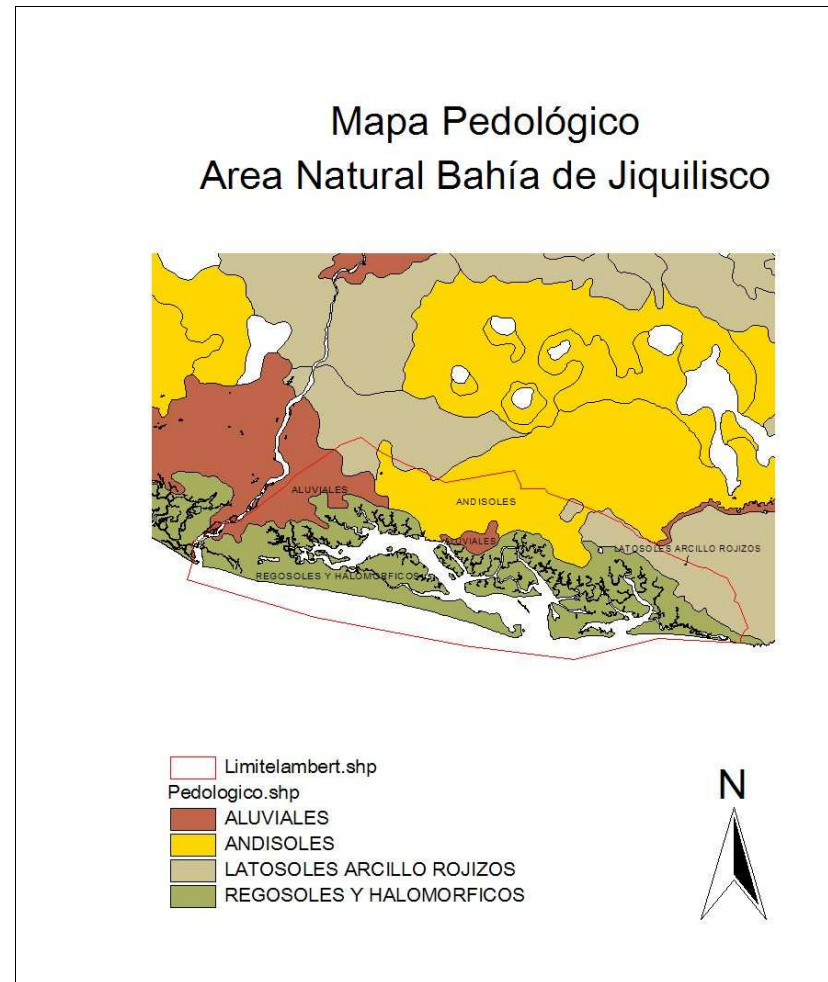 Mapa Pedológico
Area Natural Bahía de Jiquilisco
ALUVIALES
ANDISOLES
ALUVIALES
LATOSOLES ARCILLO ROJIZOS
REGOSOLES Y HALOMORFICOS
Limitelambert.shp
Pedologico.shp
ALUVIALES
ANDISOLES
LATOSOLES ARCILLO ROJIZOS
REGOSOLES Y HALOMORFICOS
N